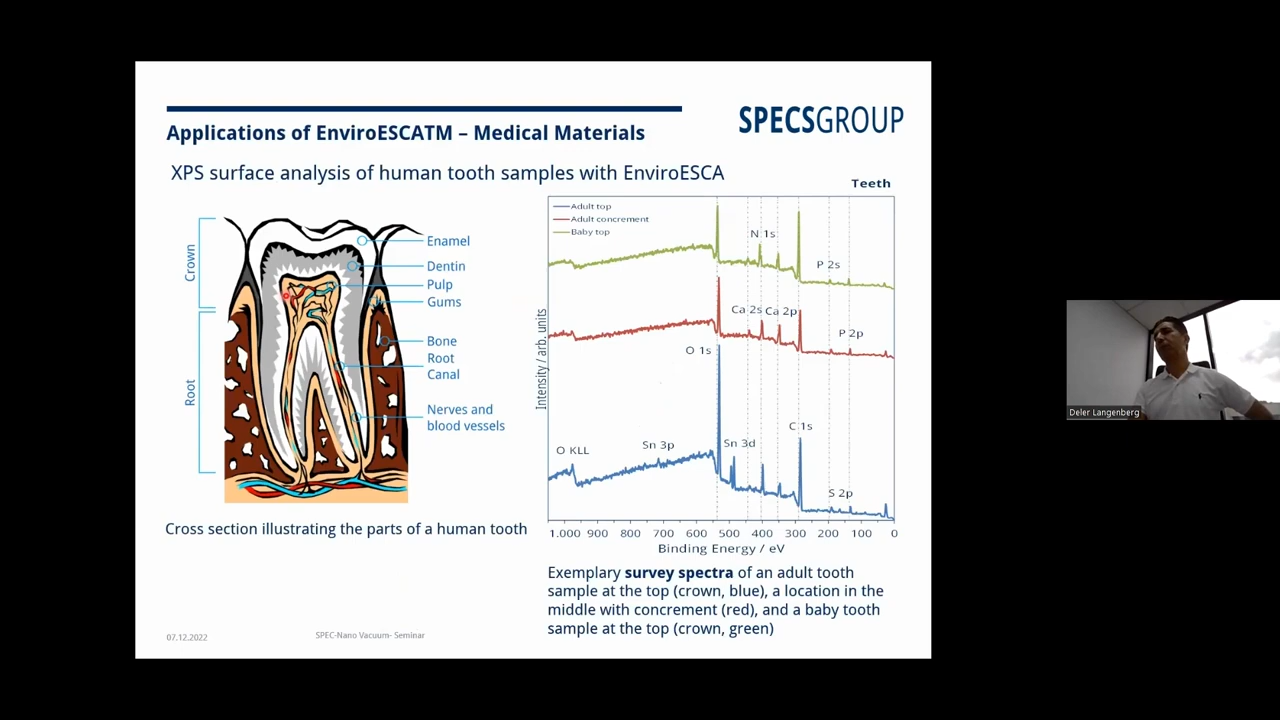 Applications of EnviroESCATM – Medical Materials
SPECSGROUP
XPS surface analysis of human tooth samples with EnviroESCA
Crown
Root
Enamel
Dentin
Pulp
Gums
Bone
Root
Canal
Nerves and
blood vessels
Cross section illustrating the parts of a human tooth
Teeth
Adult top
Adult concrement
Baby top
N 1s
P 2s
Ca 2s Ca 2p
P 2p
O 1s
C 1s
O KLL
Sn 3p
Sn 3d
S 2p
Intensity / arb. units
1.000 900 800 700 600 500 400 300 200 100 0
Binding Energy / eV
Exemplary survey spectra of an adult tooth
sample at the top (crown, blue), a location in the
middle with concrement (red), and a baby tooth
sample at the top (crown, green)
07.12.2022
SPEC-Nano Vacuum- Seminar
Deler Langenberg